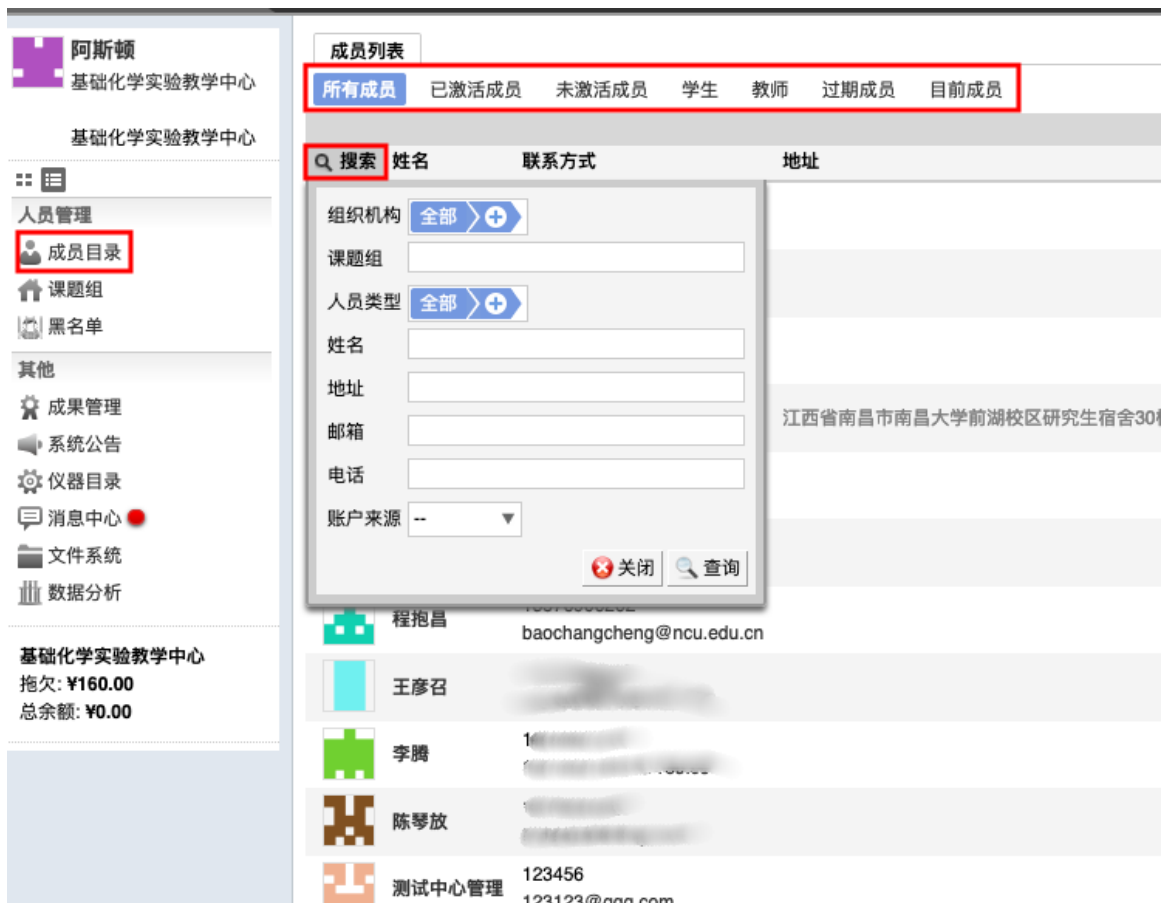 阿斯顿
基础化学实验教学中心
基础化学实验教学中心
人员管理
成员目录
课题组
黑名单
其他
成果管理
系统公告
仪器目录
消息中心
文件系统
数据分析
基础化学实验教学中心
拖欠: ¥160.00
总余额: ¥0.00
成员列表
所有成员 已激活成员 未激活成员 学生 教师 过期成员 目前成员
搜索 姓名 联系方式 地址
组织机构 全部
课题组
人员类型 全部
姓名
地址
江西省南昌市南昌大学前湖校区研究生宿舍30
邮箱
电话
账户来源 --
关闭 查询
程抱昌
baochangcheng@ncu.edu.cn
王彦召
李腾
陈琴放
测试中心管理
123456
123123@qqq.com